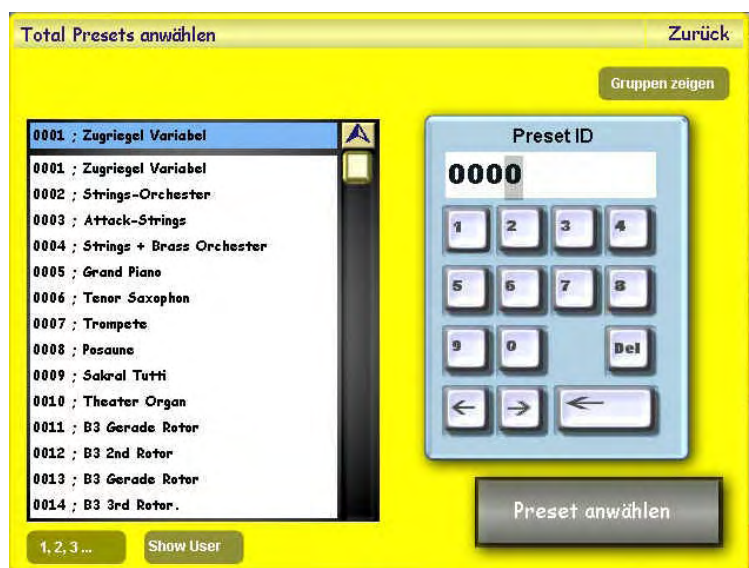 Total Presets anwählen
Zurück
Gruppen zeigen
0001 ; Zugriegel Variabel
0001 ; Zugriegel Variabel
0002 ; Strings-Orchester
0003 ; Attack-Strings
0004 ; Strings + Brass Orchester
0005 ; Grand Piano
0006 ; Tenor Saxophon
0007 ; Trompete
0008 ; Posaune
0009 ; Sakral Tutti
0010 ; Theater Organ
0011 ; B3 Gerade Rotor
0012 ; B3 2nd Rotor
0013 ; B3 Gerade Rotor
0014 ; B3 3rd Rotor.
1, 2, 3 ...
Show User
Preset ID
0000
1 2 3 4
5 6 7 8
9 0 Del
Preset anwählen